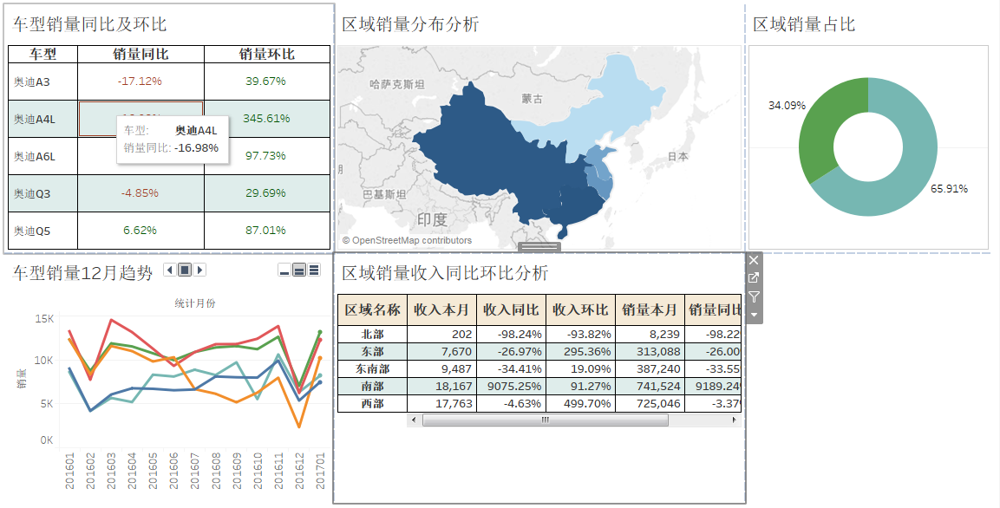 车型销量同比及环比
车型 销量同比 销量环比
奥迪A3 -17.12% 39.67%
奥迪A4L 345.61%
车型: 奥迪A4L
销量同比: -16.98%
奥迪A6L 97.73%
奥迪Q3 -4.85% 29.69%
奥迪Q5 6.62% 87.01%
区域销量分布分析
哈萨克斯坦
蒙古
日本
巴基斯坦
印度
© OpenStreetMap contributors
区域销量占比
34.09%
65.91%
车型销量12月趋势
统计月份
15K
10K
5K
0K
销量
201601 201602 201603 201604 201605 201606 201607 201608 201609 201610 201611 201612 201701
区域销量收入同比环比分析
区域名称 收入本月 收入同比 收入环比 销量本月 销量同比
北部 202 -98.24% -93.82% 8,239 -98.22
东部 7,670 -26.97% 295.36% 313,088 -26.00
东南部 9,487 -34.41% 19.09% 387,240 -33.55
南部 18,167 9075.25% 91.27% 741,524 9189.24
西部 17,763 -4.63% 499.70% 725,046 -3.37